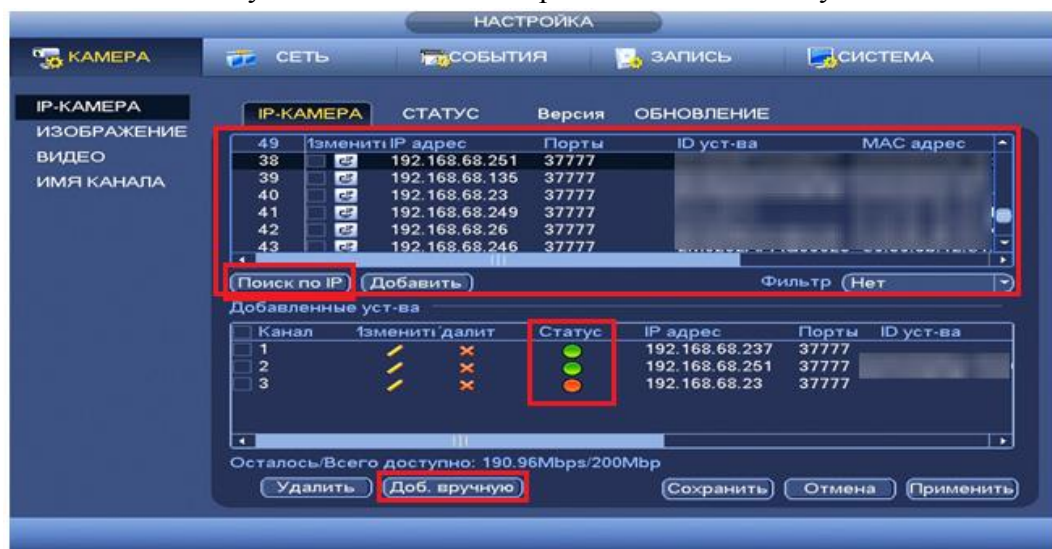 НАСТРОЙКА
КАМЕРА СЕТЬ СОБЫТИЯ ЗАПИСЬ СИСТЕМА
IP-КАМЕРА
ИЗОБРАЖЕНИЕ
ВИДЕО
ИМЯ КАНАЛА
IP-КАМЕРА СТАТУС Версия ОБНОВЛЕНИЕ
49 Изменитı IP адрес Порты ID уст-ва MAC адрес
38 192.168.68.251 37777
39 192.168.68.135 37777
40 192.168.68.23 37777
41 192.168.68.249 37777
42 192.168.68.26 37777
43 192.168.68.246 37777
Поиск по IP Добавить Фильтр Нет
Добавленные уст-ва
Канал Ізменитı далит Статус IP адрес Порты ID уст-ва
1 192.168.68.237 37777
2 192.168.68.251 37777
3 192.168.68.23 37777
Осталось/Всего доступно: 190.96Mbps/200Mbp
Удалить Доб. вручную Сохранить Отмена Применить